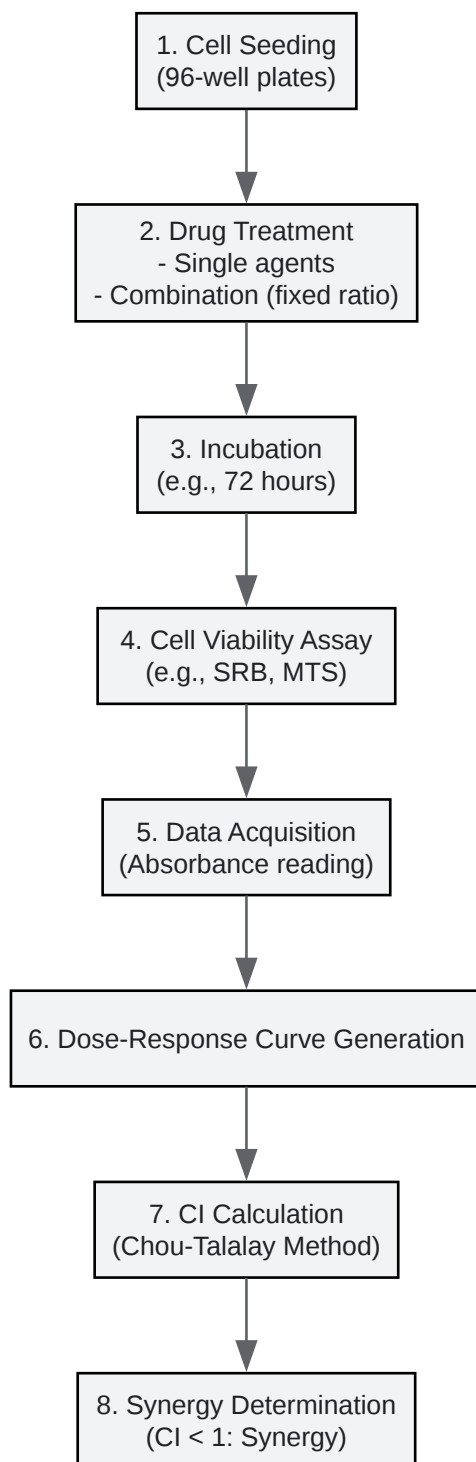 1. Cell Seeding
(96-well plates)
2. Drug Treatment
- Single agents
- Combination (fixed ratio)
3. Incubation
(e.g., 72 hours)
4. Cell Viability Assay
(e.g., SRB, MTS)
5. Data Acquisition
(Absorbance reading)
6. Dose-Response Curve Generation
7. CI Calculation
(Chou-Talalay Method)
8. Synergy Determination
(CI < 1: Synergy)